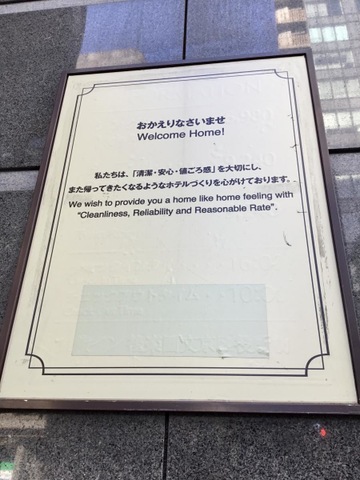 おかえりなさいませ
Welcome Home!
私たちは、「清潔・安心・値ごろ感」を大切にし、
また帰ってきたくなるようなホテルづくりを心がけております。
We wish to provide you a home like home feeling with
“Cleanliness, Reliability and Reasonable Rate”.